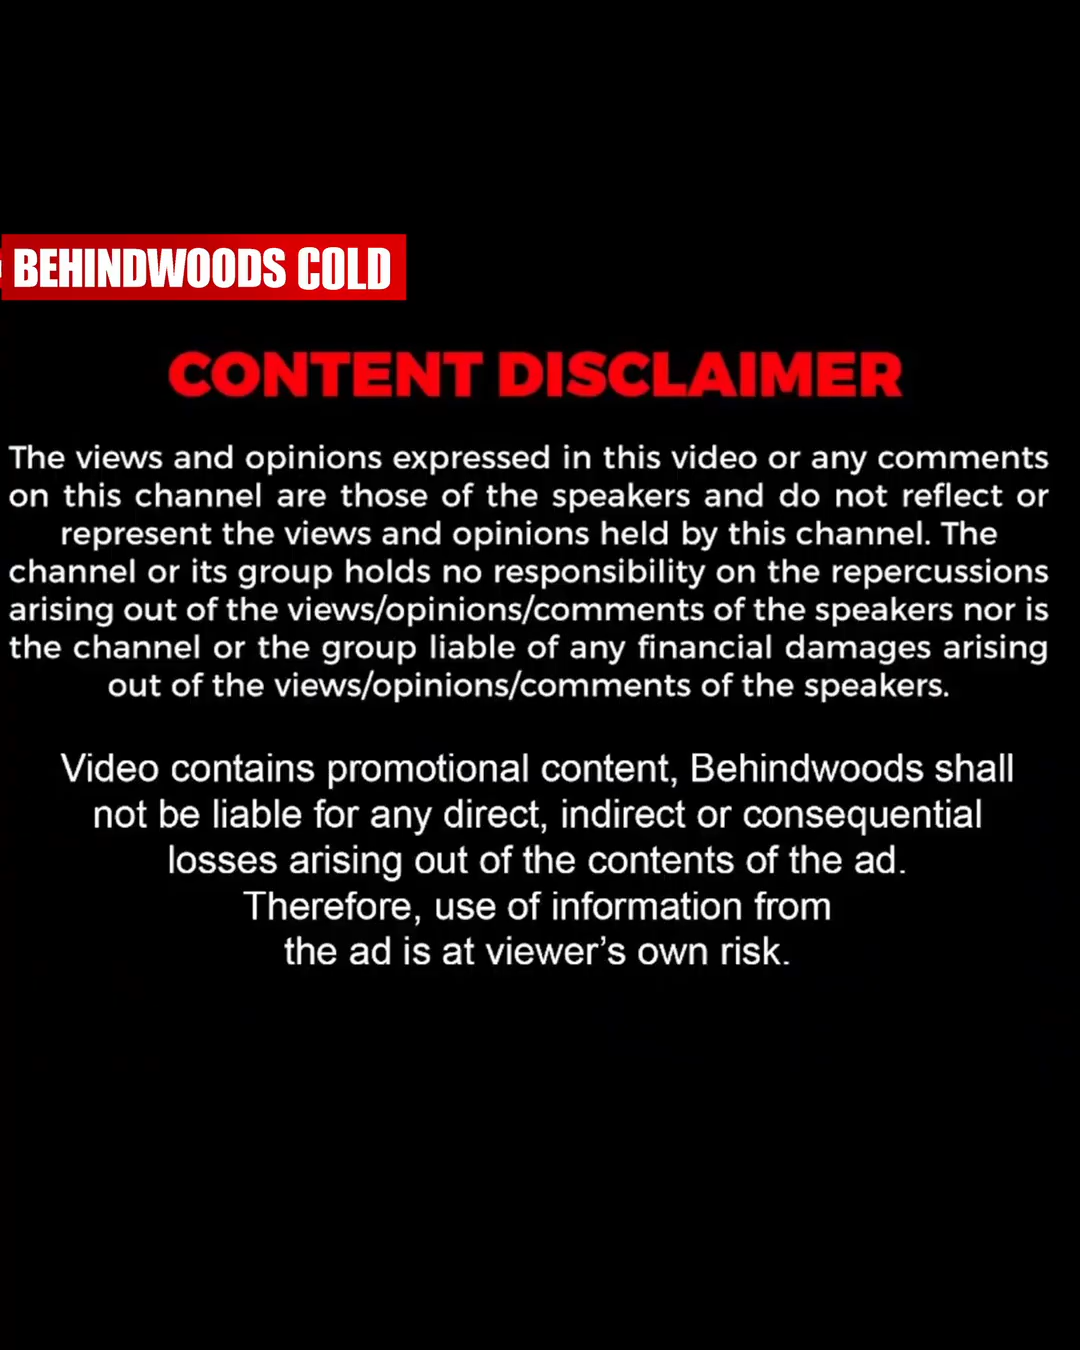 BEHINDWOODS COLD
CONTENT DISCLAIMER
The views and opinions expressed in this video or any comments
on this channel are those of the speakers and do not reflect or
represent the views and opinions held by this channel. The
channel or its group holds no responsibility on the repercussions
arising out of the views/opinions/comments of the speakers nor is
the channel or the group liable of any financial damages arising
out of the views/opinions/comments of the speakers.
Video contains promotional content, Behindwoods shall
not be liable for any direct, indirect or consequential
losses arising out of the contents of the ad.
Therefore, use of information from
the ad is at viewer’s own risk.